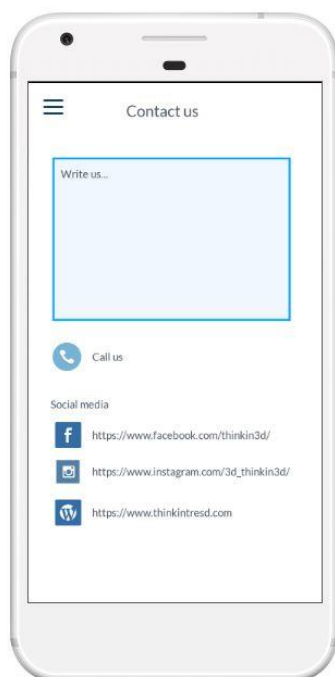 Contact us
Write us...
Call us
Social media
https://www.facebook.com/thinkin3d/
https://www.instagram.com/3d_thinkin3d/
https://www.thinkintresd.com